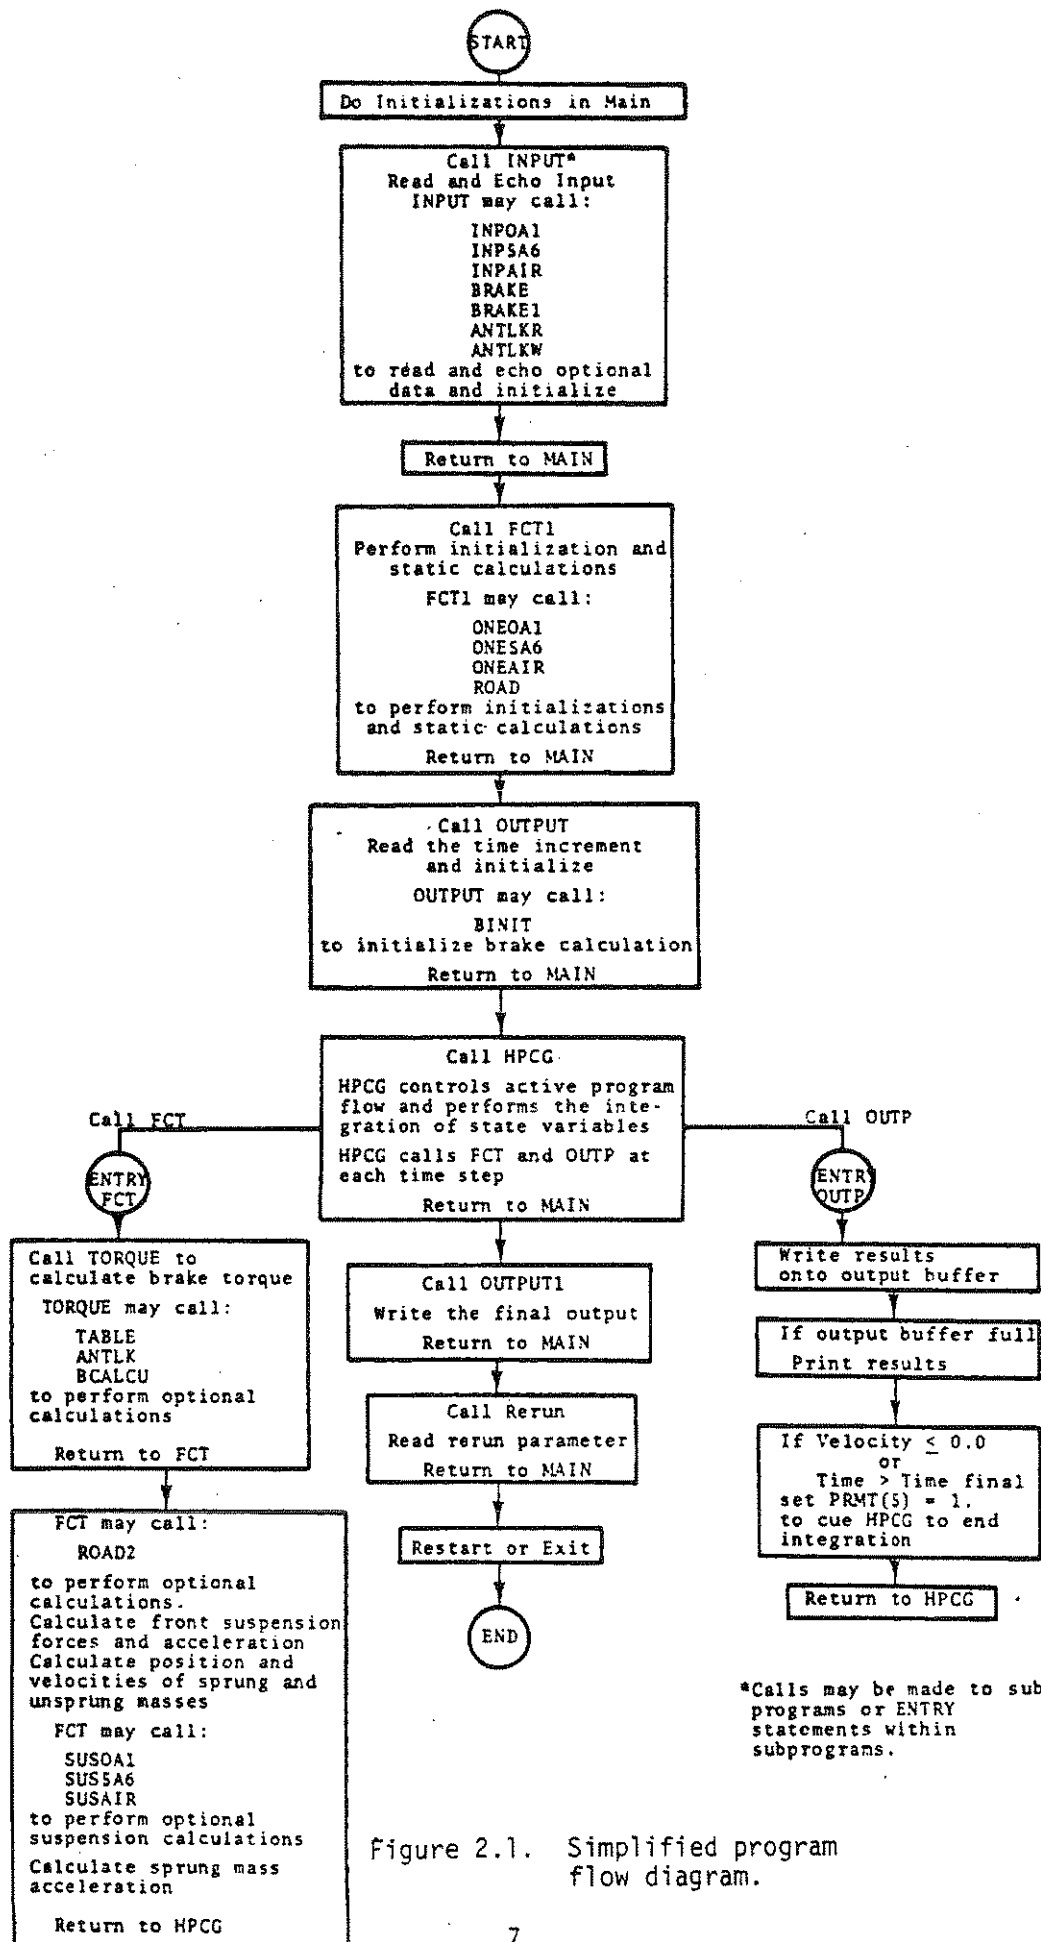 START
Do Initializations in Main
Call INPUT*
Read and Echo Input
INPUT may call:
INPOA1
INPSA6
INPAIR
BRAKE
BRAKE1
ANTLKR
ANTLKW
to read and echo optional
data and initialize
Return to MAIN
Call FCT1
Perform initialization and
static calculations
FCT1 may call:
ONEOA1
ONESA6
ONEAIR
ROAD
to perform initializations
and static calculations
Return to MAIN
Call OUTPUT
Read the time increment
and initialize
OUTPUT may call:
BINIT
to initialize brake calculation
Return to MAIN
Call HPCG
HPCG controls active program
flow and performs the inte-
gration of state variables
HPCG calls FCT and OUTP at
each time step
Return to MAIN
Call FCT
ENTRY
FCT
Call TORQUE to
calculate brake torque
TORQUE may call:
TABLE
ANTLK
BCALCU
to perform optional
calculations
Return to FCT
FCT may call:
ROAD2
to perform optional
calculations.
Calculate front suspension
forces and acceleration
Calculate position and
velocities of sprung and
unsprung masses
FCT may call:
SUSOA1
SUSSA6
SUSAIR
to perform optional
suspension calculations
Calculate sprung mass
acceleration
Return to HPCG
Call OUTPUT1
Write the final output
Return to MAIN
Call Rerun
Read rerun parameter
Return to MAIN
Restart or Exit
END
Call OUTP
ENTRY
OUTP
Write results
onto output buffer
If output buffer full
Print results
If Velocity ≤ 0.0
or
Time > Time final
set PRMT(5) = 1.
to cue HPCG to end
integration
Return to HPCG
*Calls may be made to sub
programs or ENTRY
statements within
subprograms.
Figure 2.1. Simplified program
flow diagram.
7